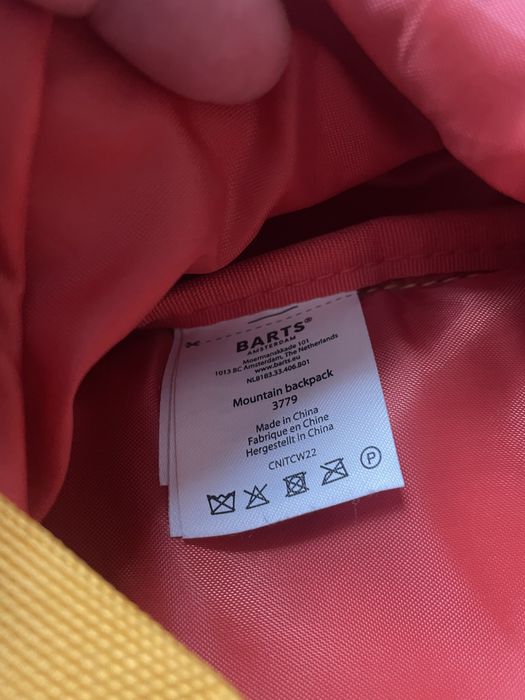 BARTS®
AMSTERDAM
Moermanskkade 101
1013 BC Amsterdam, The Netherlands
www.barts.eu
NL8183.33.406.B01
Mountain backpack
3779
Made in China
Fabriqué en Chine
Hergestellt in China
CNITCW22
P